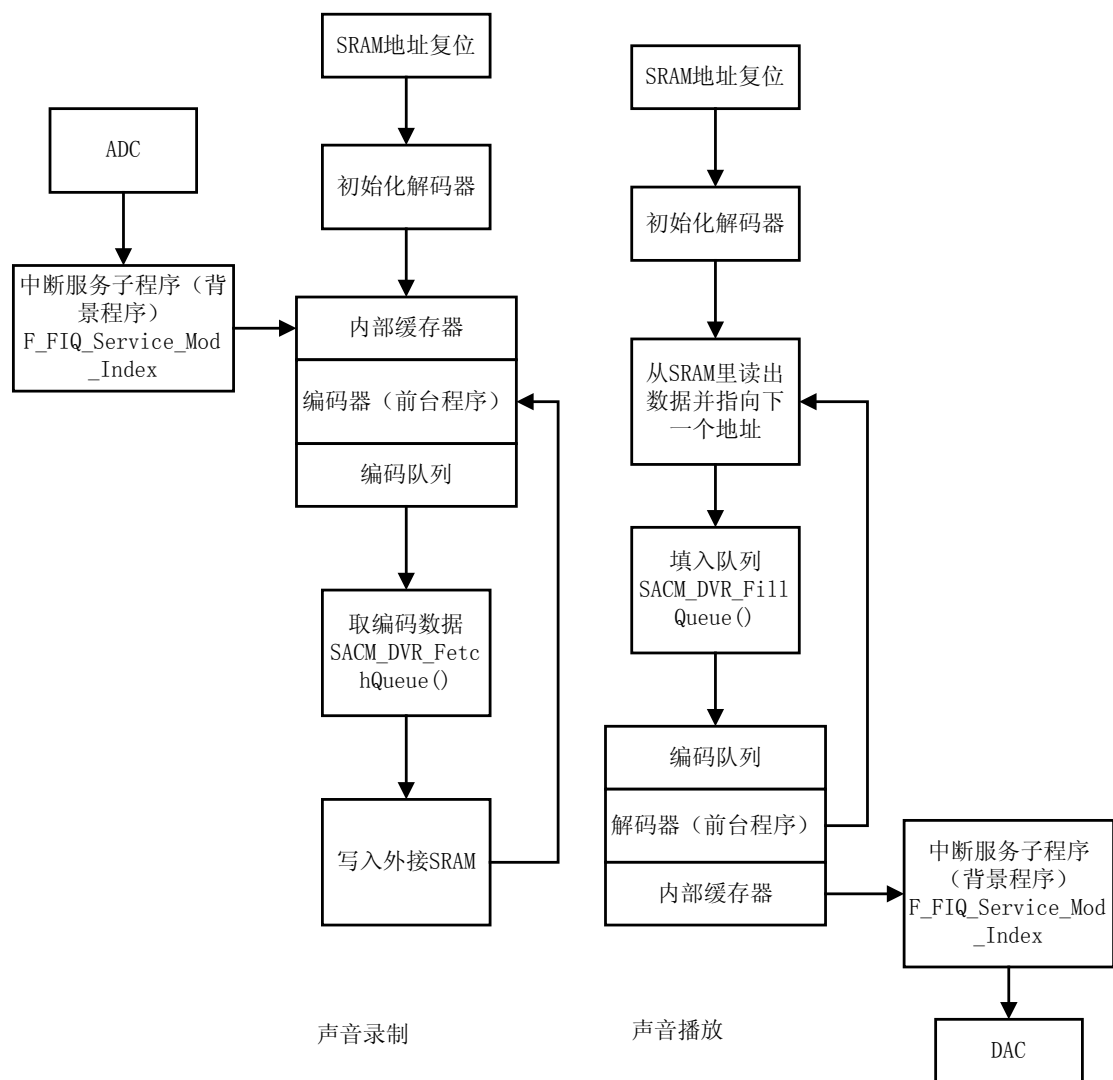 SRAM地址复位
ADC
初始化解码器
中断服务子程序（背
景程序）
F_FIQ_Service_Mod
_Index
内部缓存器
编码器（前台程序）
编码队列
取编码数据
SACM_DVR_Fetc
hQueue()
写入外接SRAM
声音录制
SRAM地址复位
初始化解码器
从SRAM里读出
数据并指向下
一个地址
填入队列
SACM_DVR_Fill
Queue()
编码队列
解码器（前台程序）
内部缓存器
中断服务子程序
（背景程序）
F_FIQ_Service_Mod
_Index
DAC
声音播放